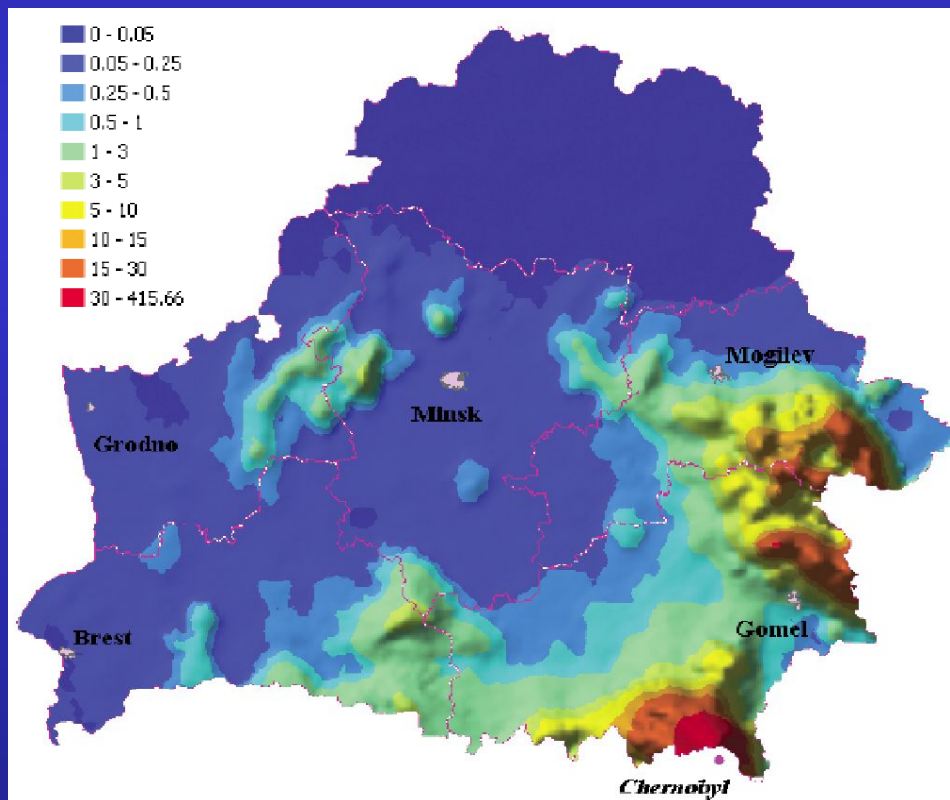 0 - 0.05
0.05 - 0.25
0.25 - 0.5
0.5 - 1
1 - 3
3 - 5
5 - 10
10 - 15
15 - 30
30 - 415.66
Mogilev
Minsk
Grodno
Brest
Gomel
Chernobyl